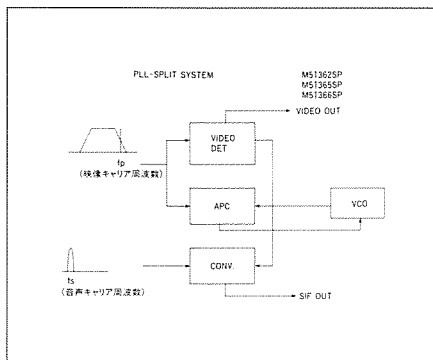 PLL-SPLIT SYSTEM
M51362SP
M51365SP
M51366SP
VIDEO OUT
VIDEO
DET
fp
(映像キャリア周波数)
APC
VCO
CONV.
fs
(音声キャリア周波数)
SIF OUT